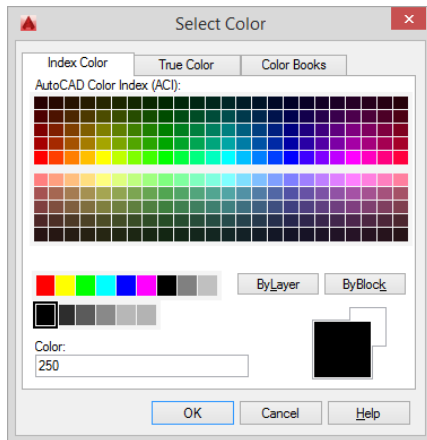 Select Color
Index Color True Color Color Books
AutoCAD Color Index (ACI):
ByLayer ByBlock
Color:
250
OK Cancel Help